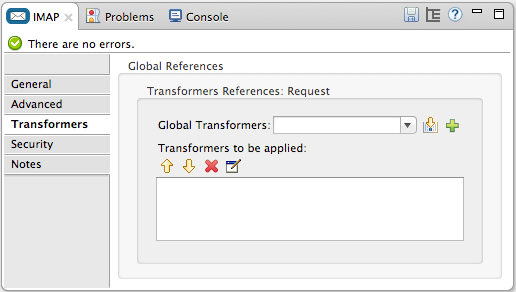 IMAP Problems Console
There are no errors.
Global References
General
Advanced
Transformers
Security
Notes
Transformers References: Request
Global Transformers:
Transformers to be applied: